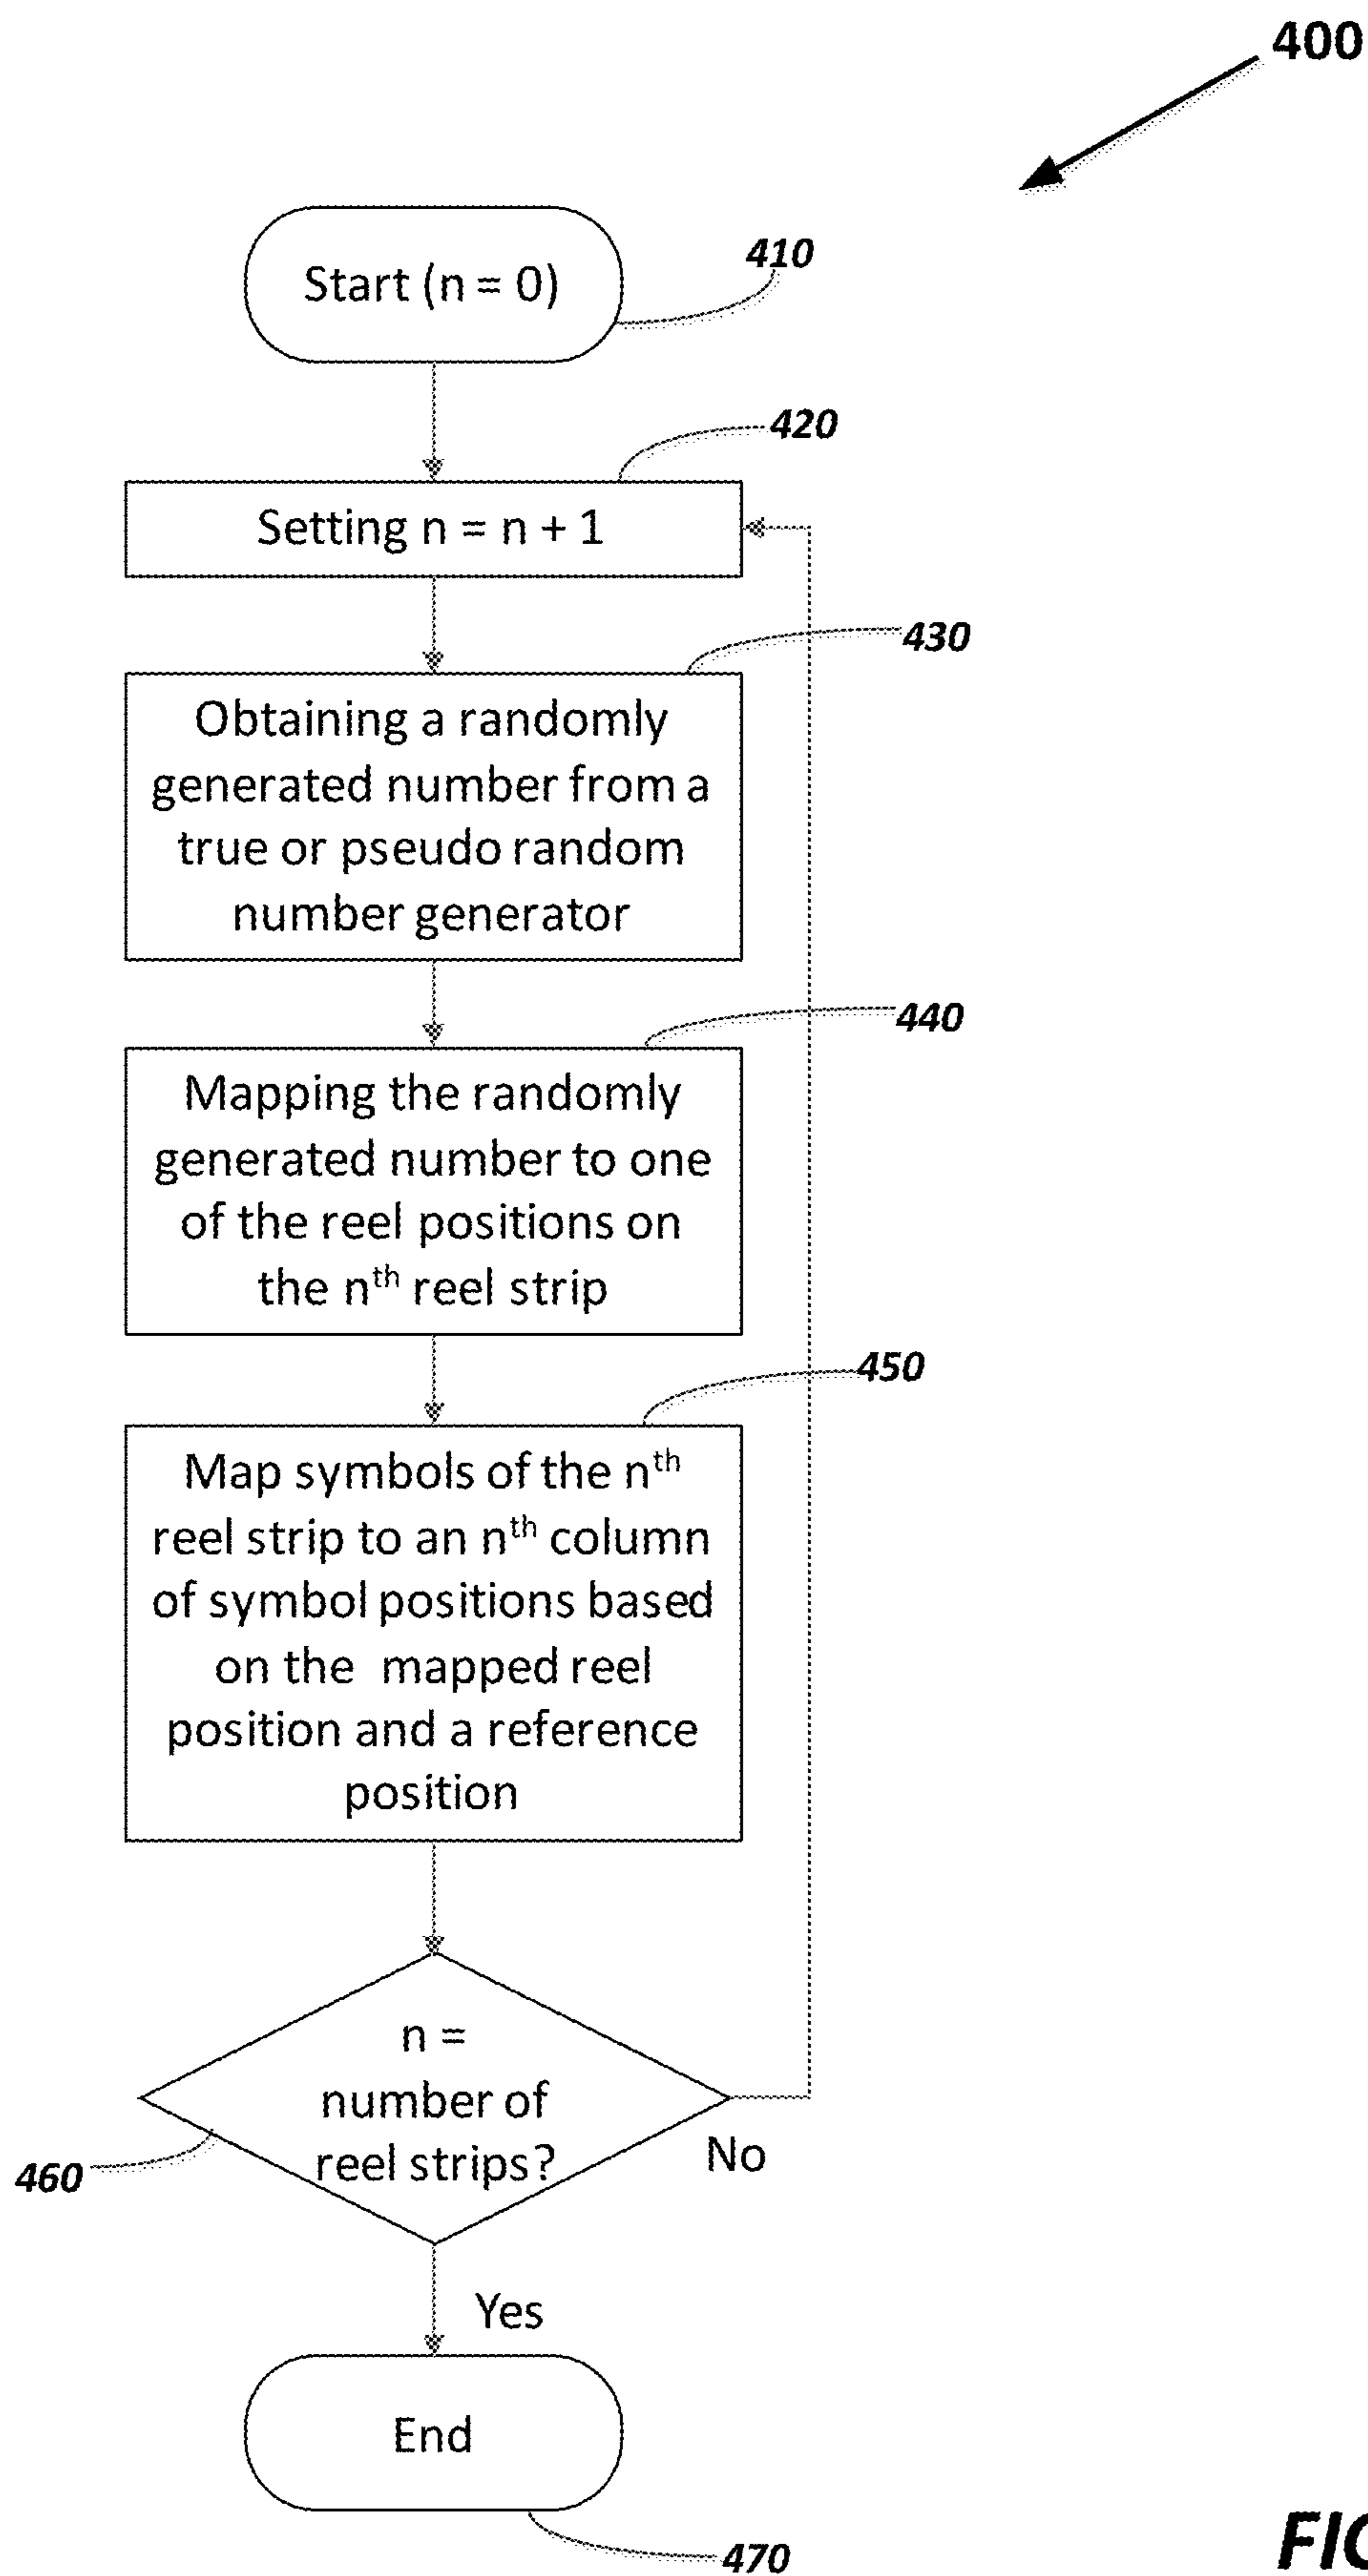 400
Start (n = 0)
410
420
Setting n = n + 1
430
Obtaining a randomly
generated number from a
true or pseudo random
number generator
440
Mapping the randomly
generated number to one
of the reel positions on
the nth reel strip
450
Map symbols of the nth
reel strip to an nth column
of symbol positions based
on the mapped reel
position and a reference
position
n =
number of
reel strips?
No
460
Yes
End
470
FIG